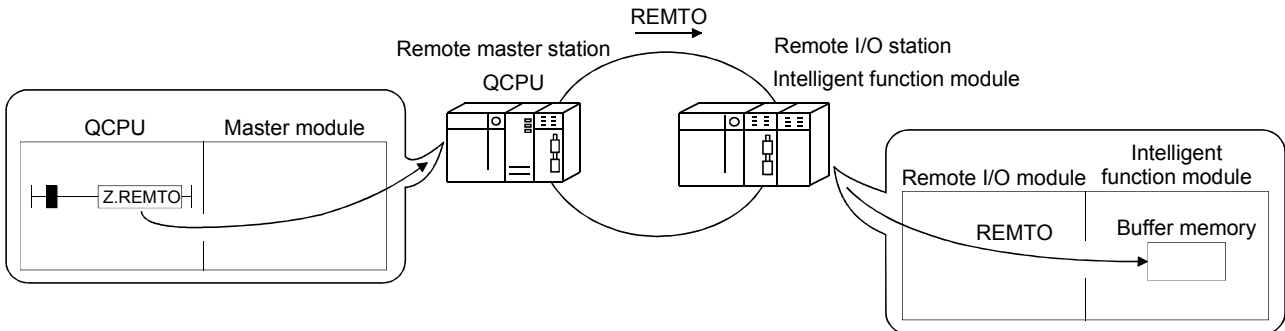 REMTO
Remote master station
QCPU
Remote I/O station
Intelligent function module
QCPU
Master module
Z.REMTO
Remote I/O module
Intelligent
function module
REMTO
Buffer memory